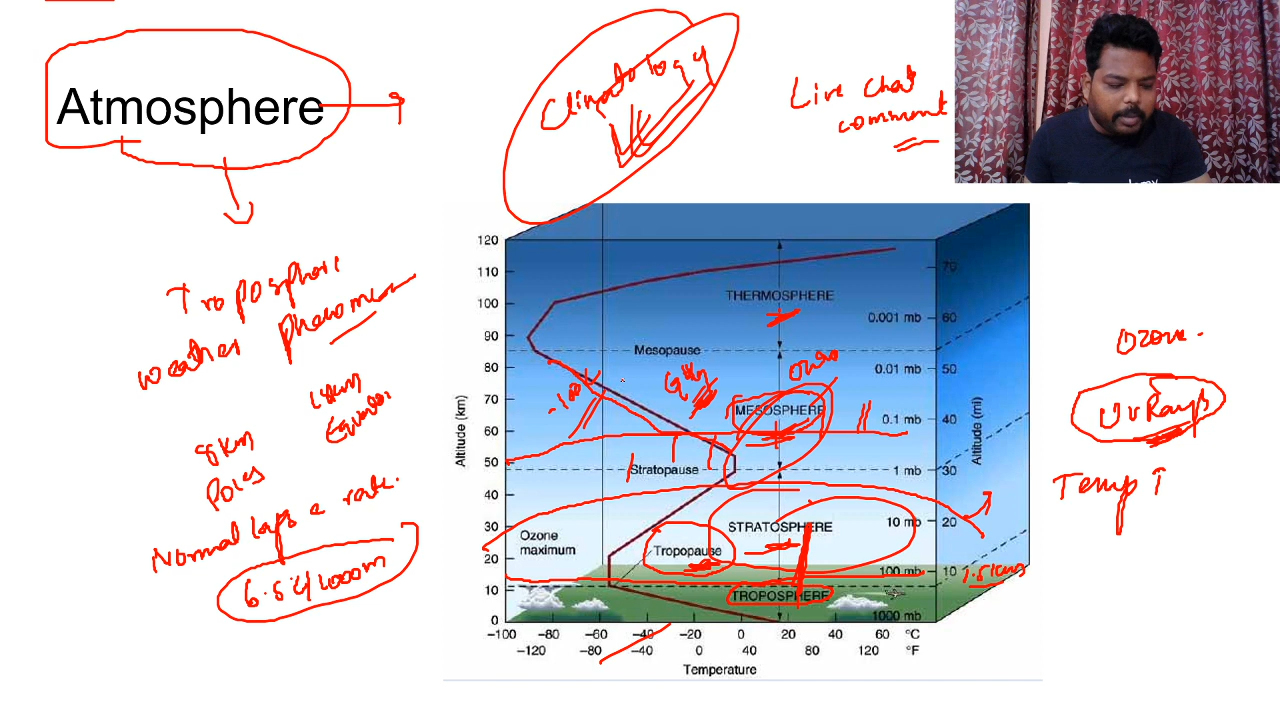 Atmosphere
Climatology
Live chat
comment
Troposphere
weather phenomena
18km
Equator
8km
Poles
Normal lapse rate.
6.5°c/1000m
Ozone.
UV Rays
Temp ↑
120
110
100
90
80
70
60
50
40
30
20
10
0
Altitude (km)
THERMOSPHERE
0.001 mb
Mesopause
0.01 mb
-100
MESOSPHERE
0.1 mb
Stratopause
1 mb
STRATOSPHERE
10 mb
Ozone
maximum
Tropopause
100 mb
TROPOSPHERE
1000 mb
70
60
50
40
30
20
10
Altitude (mi)
−100 −80 −60 −40 −20 0 20 40 60 °C
−120 −80 −40 0 40 80 120 °F
Temperature